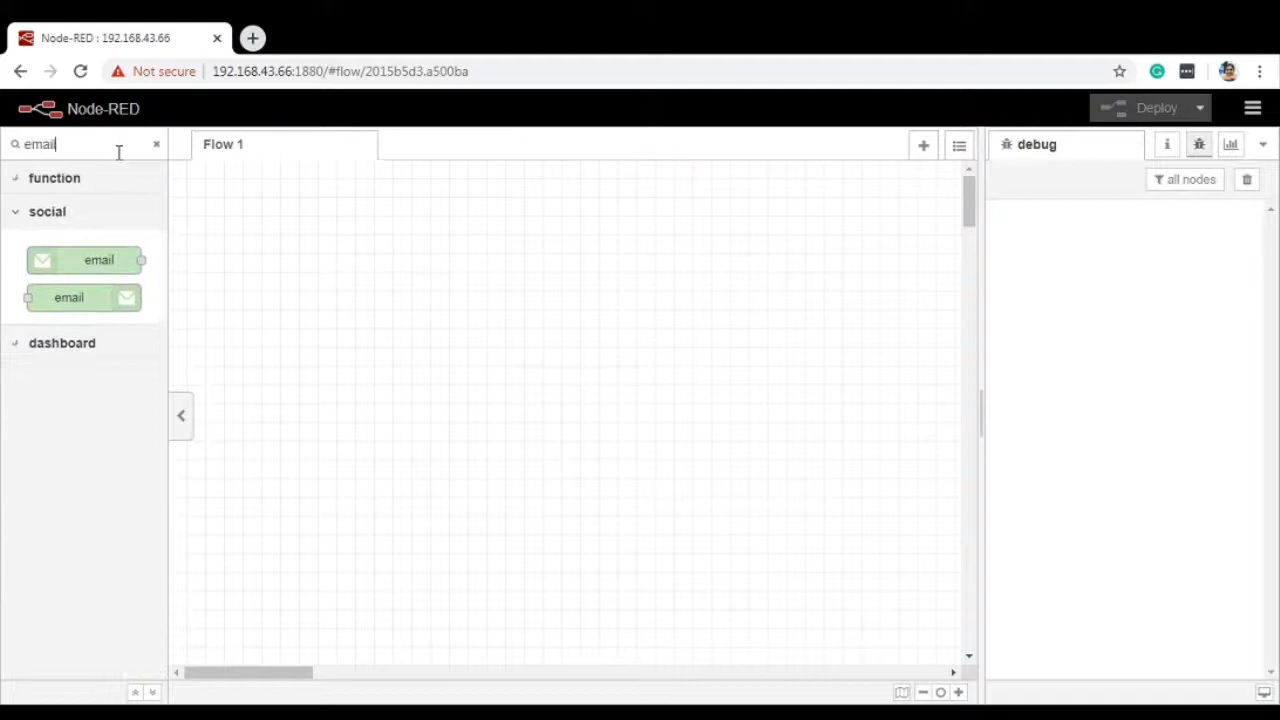 Node-RED : 192.168.43.66
Not secure
192.168.43.66:1880/#flow/2015b5d3.a500ba
Node-RED
Deploy
email
Flow 1
debug
i
all nodes
function
social
email
email
dashboard